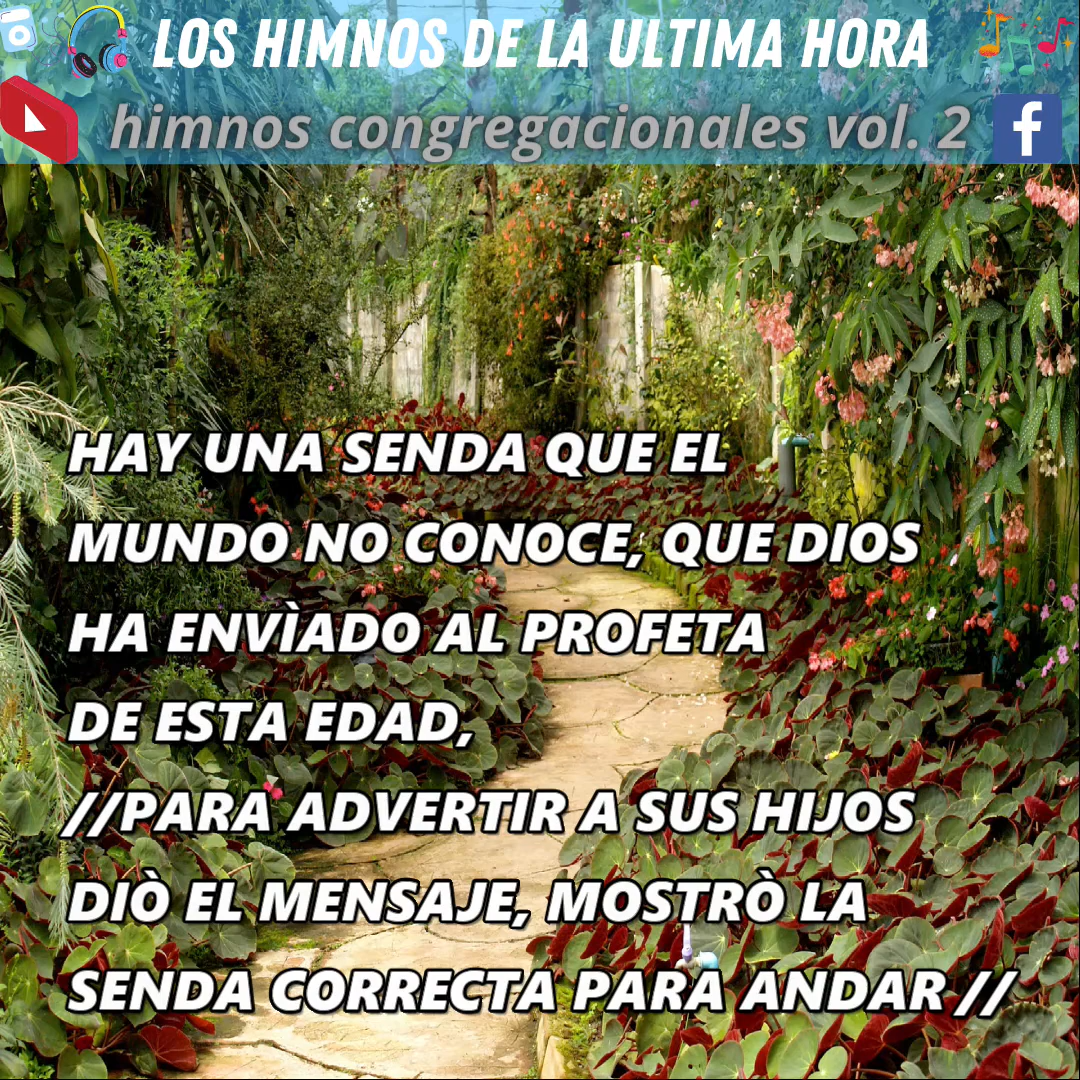 LOS HIMNOS DE LA ULTIMA HORA
himnos congregacionales vol. 2
HAY UNA SENDA QUE EL
MUNDO NO CONOCE, QUE DIOS
HA ENVÌADO AL PROFETA
DE ESTA EDAD,
//PARA ADVERTIR A SUS HIJOS
DIÒ EL MENSAJE, MOSTRÒ LA
SENDA CORRECTA PARA ANDAR //